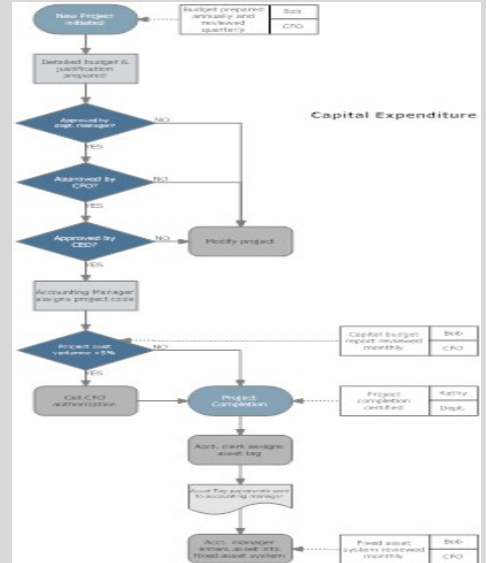 New Project
initiated
Budget prepared
annually and
reviewed
quarterly
Bob
CFO
Detailed budget &
justification
prepared
Capital Expenditure
Approved by
dept. manager?
NO
YES
Approved by
CFO?
NO
YES
Approved by
CEO?
NO
Modify project
YES
Accounting Manager
assigns project code
Project cost
variance >5%
NO
Capital budget
report reviewed
monthly
Bob
CFO
YES
Get CFO
authorization
Project
Completion
Project
completion
certified
Kathy
Dept.
Acct. clerk assigns
asset tag
Asset Tag paperwork sent
to accounting manager
Acct. manager
enters asset into
fixed asset system
Fixed asset
system reviewed
monthly
Bob
CFO